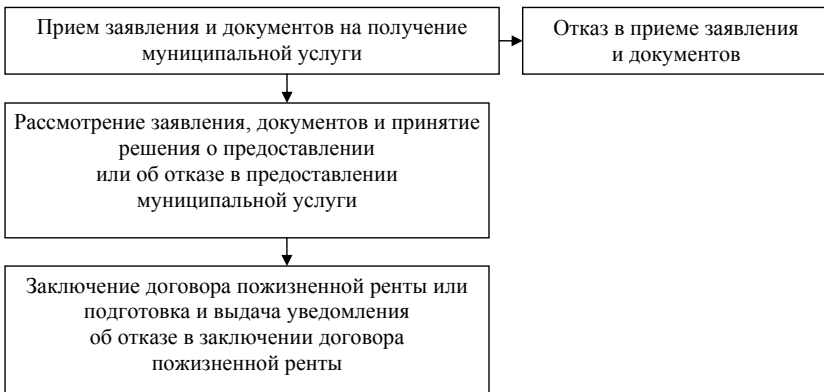 Прием заявления и документов на получение
муниципальной услуги
Отказ в приеме заявления
и документов
Рассмотрение заявления, документов и принятие
решения о предоставлении
или об отказе в предоставлении
муниципальной услуги
Заключение договора пожизненной ренты или
подготовка и выдача уведомления
об отказе в заключении договора
пожизненной ренты